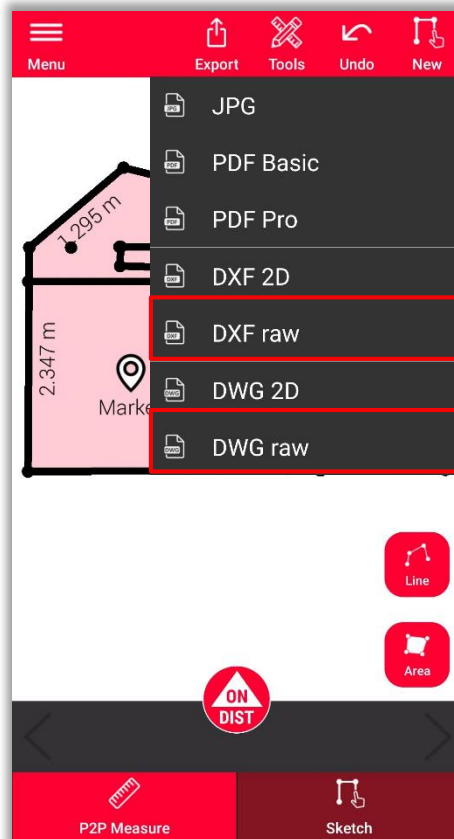 Menu
Export
Tools
Undo
New
JPG
PDF Basic
PDF Pro
DXF 2D
DXF raw
DWG 2D
DWG raw
1.295 m
2.347 m
Marke
Line
Area
ON
DIST
P2P Measure
Sketch